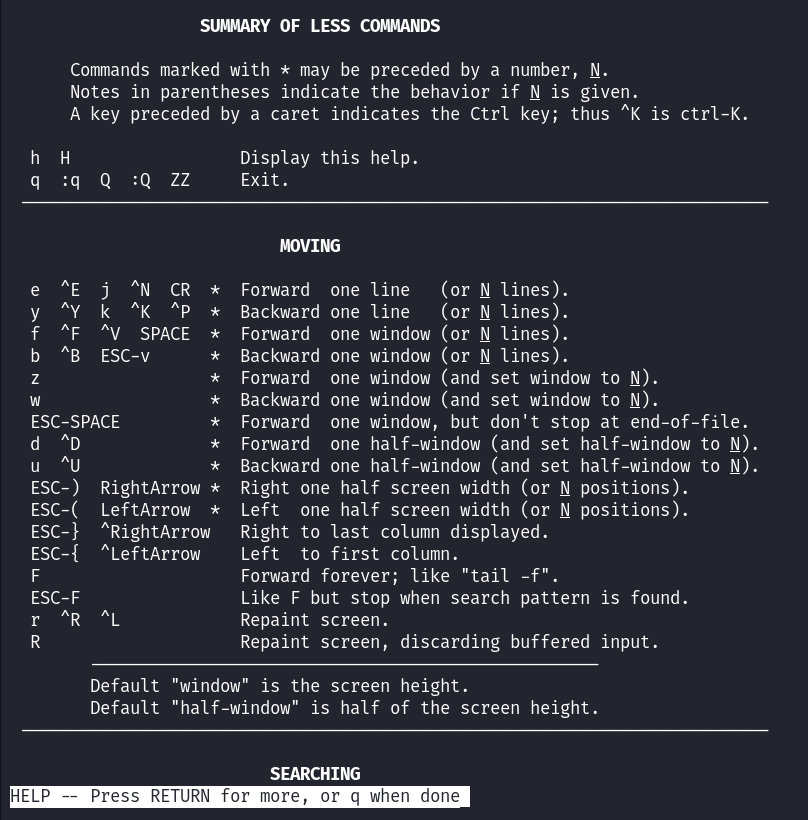 SUMMARY OF LESS COMMANDS
Commands marked with * may be preceded by a number, N.
Notes in parentheses indicate the behavior if N is given.
A key preceded by a caret indicates the Ctrl key; thus ^K is ctrl-K.
h  H                 Display this help.
q  :q  Q  :Q  ZZ     Exit.
MOVING
e  ^E  j  ^N  CR  *  Forward  one line   (or N lines).
y  ^Y  k  ^K  ^P  *  Backward one line   (or N lines).
f  ^F  ^V  SPACE  *  Forward  one window (or N lines).
b  ^B  ESC-v      *  Backward one window (or N lines).
z                 *  Forward  one window (and set window to N).
w                 *  Backward one window (and set window to N).
ESC-SPACE         *  Forward  one window, but don't stop at end-of-file.
d  ^D             *  Forward  one half-window (and set half-window to N).
u  ^U             *  Backward one half-window (and set half-window to N).
ESC-)  RightArrow *  Right one half screen width (or N positions).
ESC-(  LeftArrow  *  Left  one half screen width (or N positions).
ESC-}  ^RightArrow   Right to last column displayed.
ESC-{  ^LeftArrow    Left  to first column.
F                    Forward forever; like "tail -f".
ESC-F                Like F but stop when search pattern is found.
r  ^R  ^L            Repaint screen.
R                    Repaint screen, discarding buffered input.
Default "window" is the screen height.
Default "half-window" is half of the screen height.
SEARCHING
HELP -- Press RETURN for more, or q when done